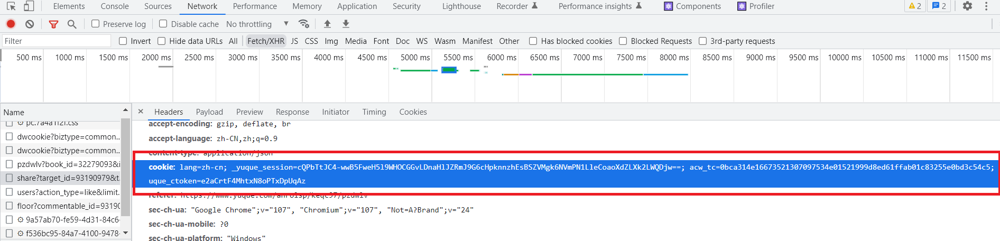 Elements Console Sources Network Performance Memory Application Security Lighthouse Recorder Performance insights Components Profiler 2 2
Preserve log Disable cache No throttling
Filter Invert Hide data URLs All Fetch/XHR JS CSS Img Media Font Doc WS Wasm Manifest Other Has blocked cookies Blocked Requests 3rd-party requests
500 ms 1000 ms 1500 ms 2000 ms 2500 ms 3000 ms 3500 ms 4000 ms 4500 ms 5000 ms 5500 ms 6000 ms 6500 ms 7000 ms 7500 ms 8000 ms 8500 ms 9000 ms 9500 ms 10000 ms 10500 ms 11000 ms 11500 ms
Name
pc.7a4a1f2f.css
dwcookie?biztype=common..
dwcookie?biztype=common..
pzdwlv?book_id=32279093&i
share?target_id=93190979&t
users?action_type=like&limit
floor?commentable_id=9319
9a57ab70-fe59-4d31-84c6-
f536bc95-84a7-4100-9478-
Headers Payload Preview Response Initiator Timing Cookies
accept-encoding: gzip, deflate, br
accept-language: zh-CN,zh;q=0.9
content-type: application/json
cookie: lang=zh-cn; _yuque_session=cQPbTtJC4-wwB5FweH5l9WHOCGGvLDnaHlJZRmJ9G6cHpknnzhEsBSZVMgk6NVmPN1LleCoaoXdZLXk2LWQDjw==; acw_tc=0bca314e16673521307097534e01521999d8ed61ffab01c83255e0bd3c54c5;
uque_ctoken=e2aCrtF4MhtxN8oPTxDpUqAz
referer: https://www.yuque.com/anrolsp/keqc97/pzdwlv
sec-ch-ua: "Google Chrome";v="107", "Chromium";v="107", "Not=A?Brand";v="24"
sec-ch-ua-mobile: ?0
sec-ch-ua-platform: "Windows"